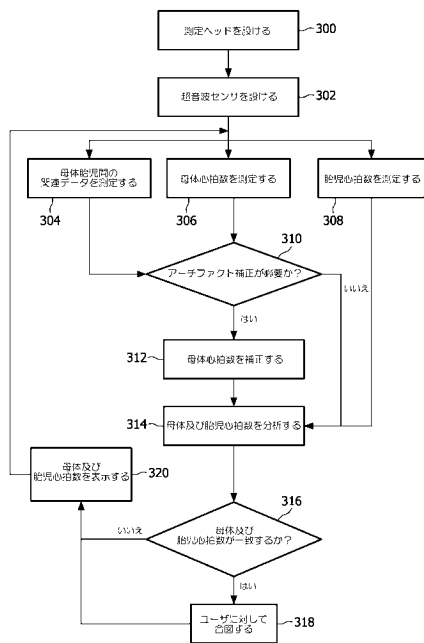 測定ヘッドを設ける
300
超音波センサを設ける
302
母体胎児間の
関連データを測定する
304
母体心拍数を測定する
306
胎児心拍数を測定する
308
310
アーチファクト補正が必要か？
いいえ
はい
312
母体心拍数を補正する
314
母体及び胎児心拍数を分析する
母体及び
胎児心拍数を表示する
320
316
母体及び
胎児心拍数が一致するか？
いいえ
はい
ユーザに対して
合図する
318